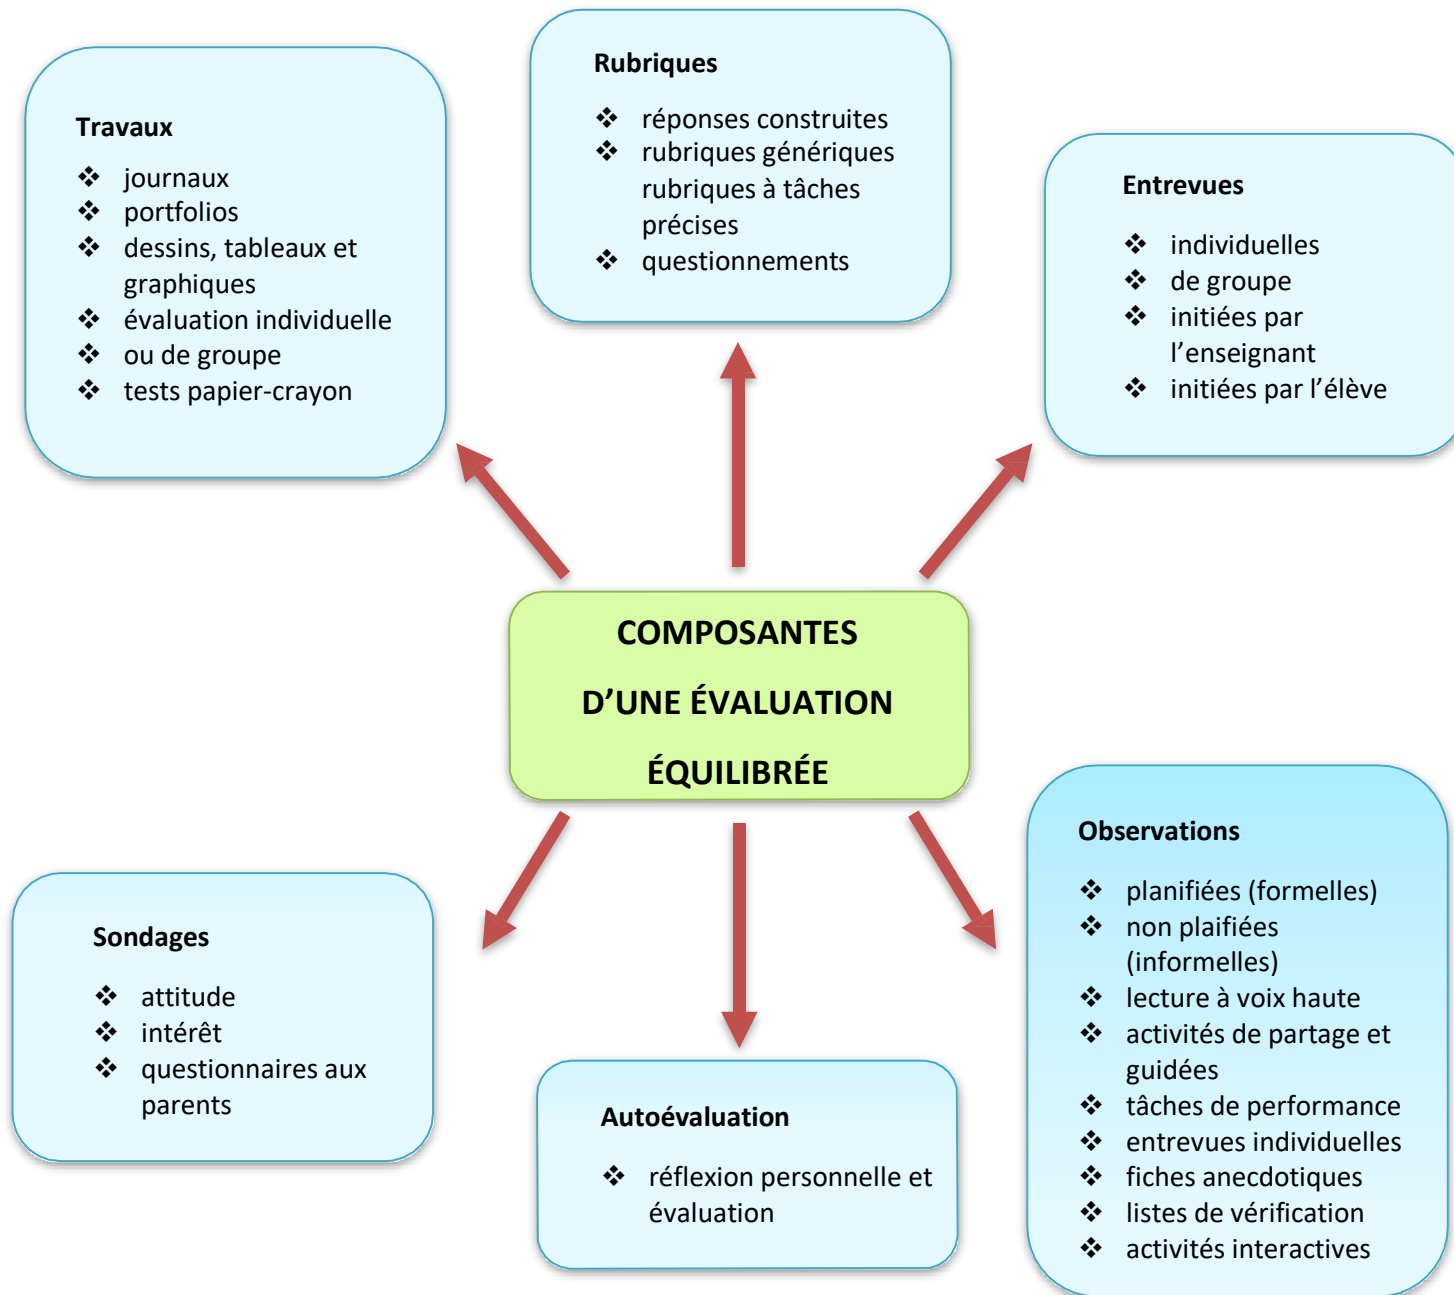 Travaux
❖ journaux
❖ portfolios
❖ dessins, tableaux et
graphiques
❖ évaluation individuelle
❖ ou de groupe
❖ tests papier-crayon
Rubriques
❖ réponses construites
❖ rubriques génériques
rubriques à tâches
précises
❖ questionnements
Entrevues
❖ individuelles
❖ de groupe
❖ initiées par
l’enseignant
❖ initiées par l’élève
COMPOSANTES
D’UNE ÉVALUATION
ÉQUILIBRÉE
Sondages
❖ attitude
❖ intérêt
❖ questionnaires aux
parents
Autoévaluation
❖ réflexion personnelle et
évaluation
Observations
❖ planifiées (formelles)
❖ non plaifiées
(informelles)
❖ lecture à voix haute
❖ activités de partage et
guidées
❖ tâches de performance
❖ entrevues individuelles
❖ fiches anecdotiques
❖ listes de vérification
❖ activités interactives